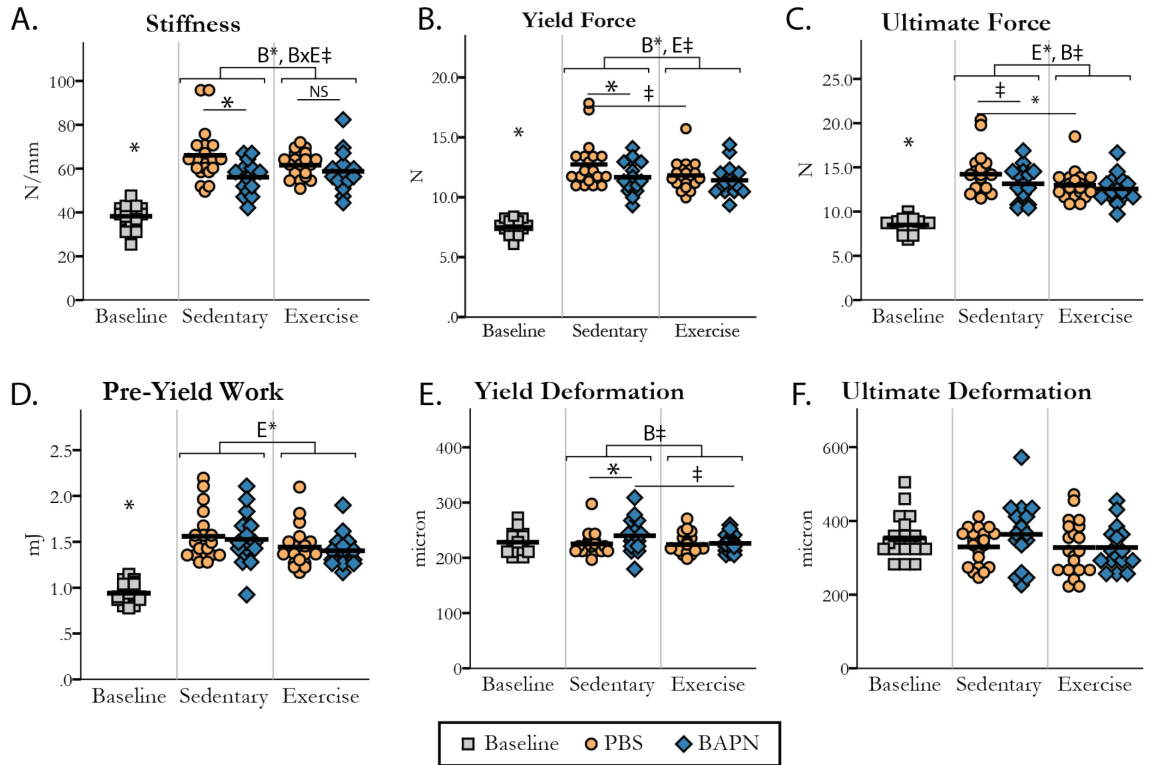 A.
Stiffness
B*, BxE‡
*
NS
*
N/mm
100
80
60
40
20
0
Baseline
Sedentary
Exercise
B.
Yield Force
B*, E‡
*
‡
*
N
20.0
15.0
10.0
5.0
.0
Baseline
Sedentary
Exercise
C.
Ultimate Force
E*, B‡
‡
*
*
N
25.0
20.0
15.0
10.0
5.0
.0
Baseline
Sedentary
Exercise
D.
Pre-Yield Work
E*
*
mJ
2.5
2.0
1.5
1.0
.5
.0
Baseline
Sedentary
Exercise
E.
Yield Deformation
B‡
*
‡
micron
400
300
200
100
0
Baseline
Sedentary
Exercise
F.
Ultimate Deformation
micron
600
400
200
0
Baseline
Sedentary
Exercise
Baseline PBS BAPN